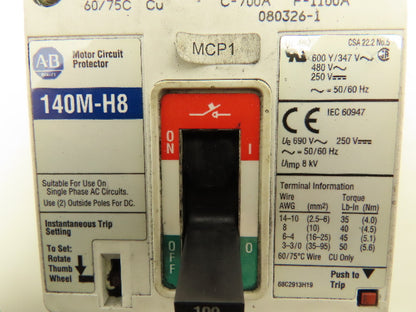 60/75C Cu C-700A F-1100A
080326-1
MCP1
AB
Motor Circuit
Protector
140M-H8
Suitable For Use On
Single Phase AC Circuits.
Use (2) Outside Poles For DC.
Instantaneous Trip
Setting
To Set:
Rotate
Thumb
Wheel
ON
I
OFF
O
100
CSA 22.2 No.5
600 Y/347 V~
480 V~
250 V
~=50/60 Hz
CE
IEC 60947
Ue 690 V~ 250 V
~=50/60 Hz
Uimp 8 kV
Terminal Information
Wire Torque
AWG (mm²) Lb-in (Nm)
14-10 (2.5-6) 35 (4.0)
8 (10) 40 (4.5)
6-4 (16-25) 45 (5.1)
3-3/0 (35-95) 50 (5.6)
60/75°C Wire CU Only
68C2913H19
Push to
Trip